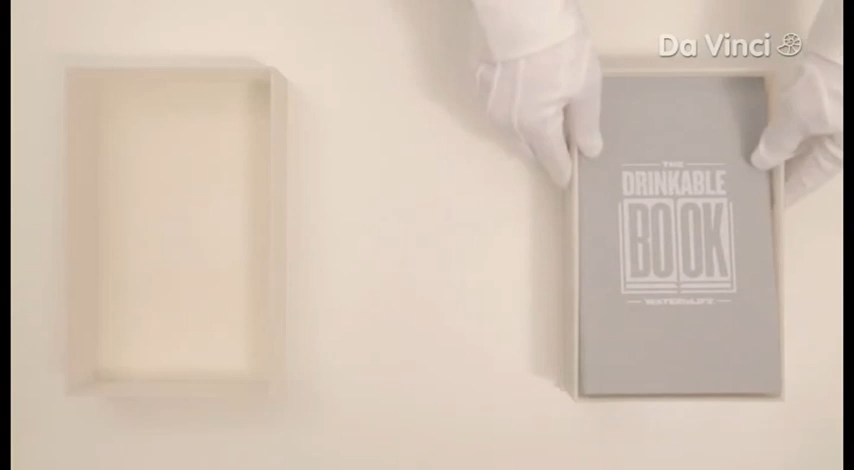 Da Vinci
THE
DRINKABLE
BOOK
WATERisLIFE